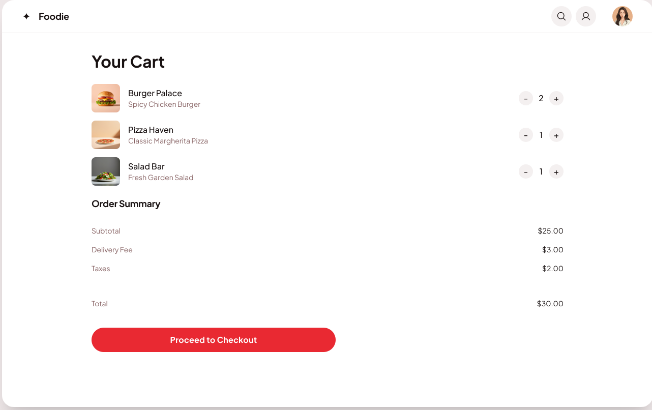 Foodie
Your Cart
Burger Palace
Spicy Chicken Burger
- 2 +
Pizza Haven
Classic Margherita Pizza
- 1 +
Salad Bar
Fresh Garden Salad
- 1 +
Order Summary
Subtotal $25.00
Delivery Fee $3.00
Taxes $2.00
Total $30.00
Proceed to Checkout